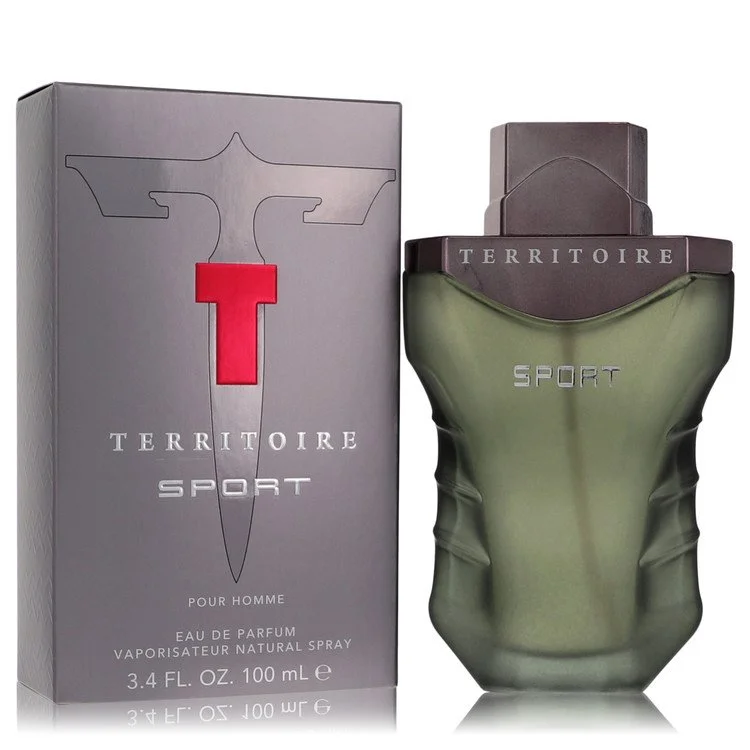 T
TERRITOIRE
SPORT
POUR HOMME
EAU DE PARFUM
VAPORISATEUR NATURAL SPRAY
3.4 FL. OZ. 100 mL ℮
TERRITOIRE
SPORT